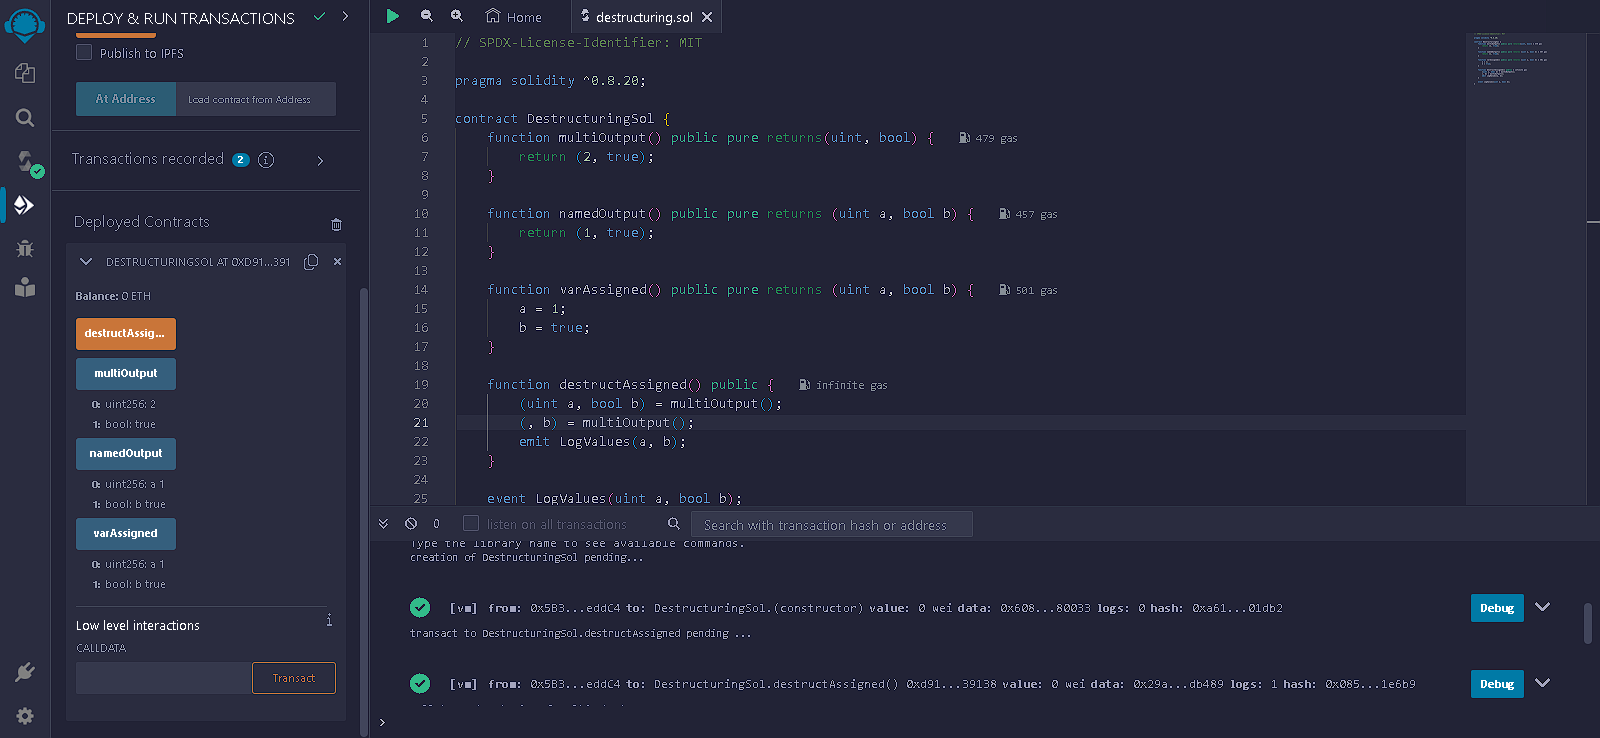 DEPLOY & RUN TRANSACTIONS
Publish to IPFS
At Address
Load contract from Address
Transactions recorded 2 i
Deployed Contracts
DESTRUCTURINGSOL AT 0XD91...391
Balance: 0 ETH
destructAssig...
multiOutput
0: uint256: 2
1: bool: true
namedOutput
0: uint256: a 1
1: bool: b true
varAssigned
0: uint256: a 1
1: bool: b true
Low level interactions i
CALLDATA
Transact
Home
destructuring.sol
1 // SPDX-License-Identifier: MIT
2
3 pragma solidity ^0.8.20;
4
5 contract DestructuringSol {
6 function multiOutput() public pure returns(uint, bool) { 479 gas
7 return (2, true);
8 }
9
10 function namedOutput() public pure returns (uint a, bool b) { 457 gas
11 return (1, true);
12 }
13
14 function varAssigned() public pure returns (uint a, bool b) { 501 gas
15 a = 1;
16 b = true;
17 }
18
19 function destructAssigned() public { infinite gas
20 (uint a, bool b) = multiOutput();
21 (, b) = multiOutput();
22 emit LogValues(a, b);
23 }
24
25 event LogValues(uint a, bool b);
0
listen on all transactions
Search with transaction hash or address
Type the library name to see available commands.
creation of DestructuringSol pending...
[vm] from: 0x5B3...eddC4 to: DestructuringSol.(constructor) value: 0 wei data: 0x608...80033 logs: 0 hash: 0xa61...01db2
Debug
transact to DestructuringSol.destructAssigned pending ...
[vm] from: 0x5B3...eddC4 to: DestructuringSol.destructAssigned() 0xd91...39138 value: 0 wei data: 0x29a...db489 logs: 1 hash: 0x085...1e6b9
Debug
>